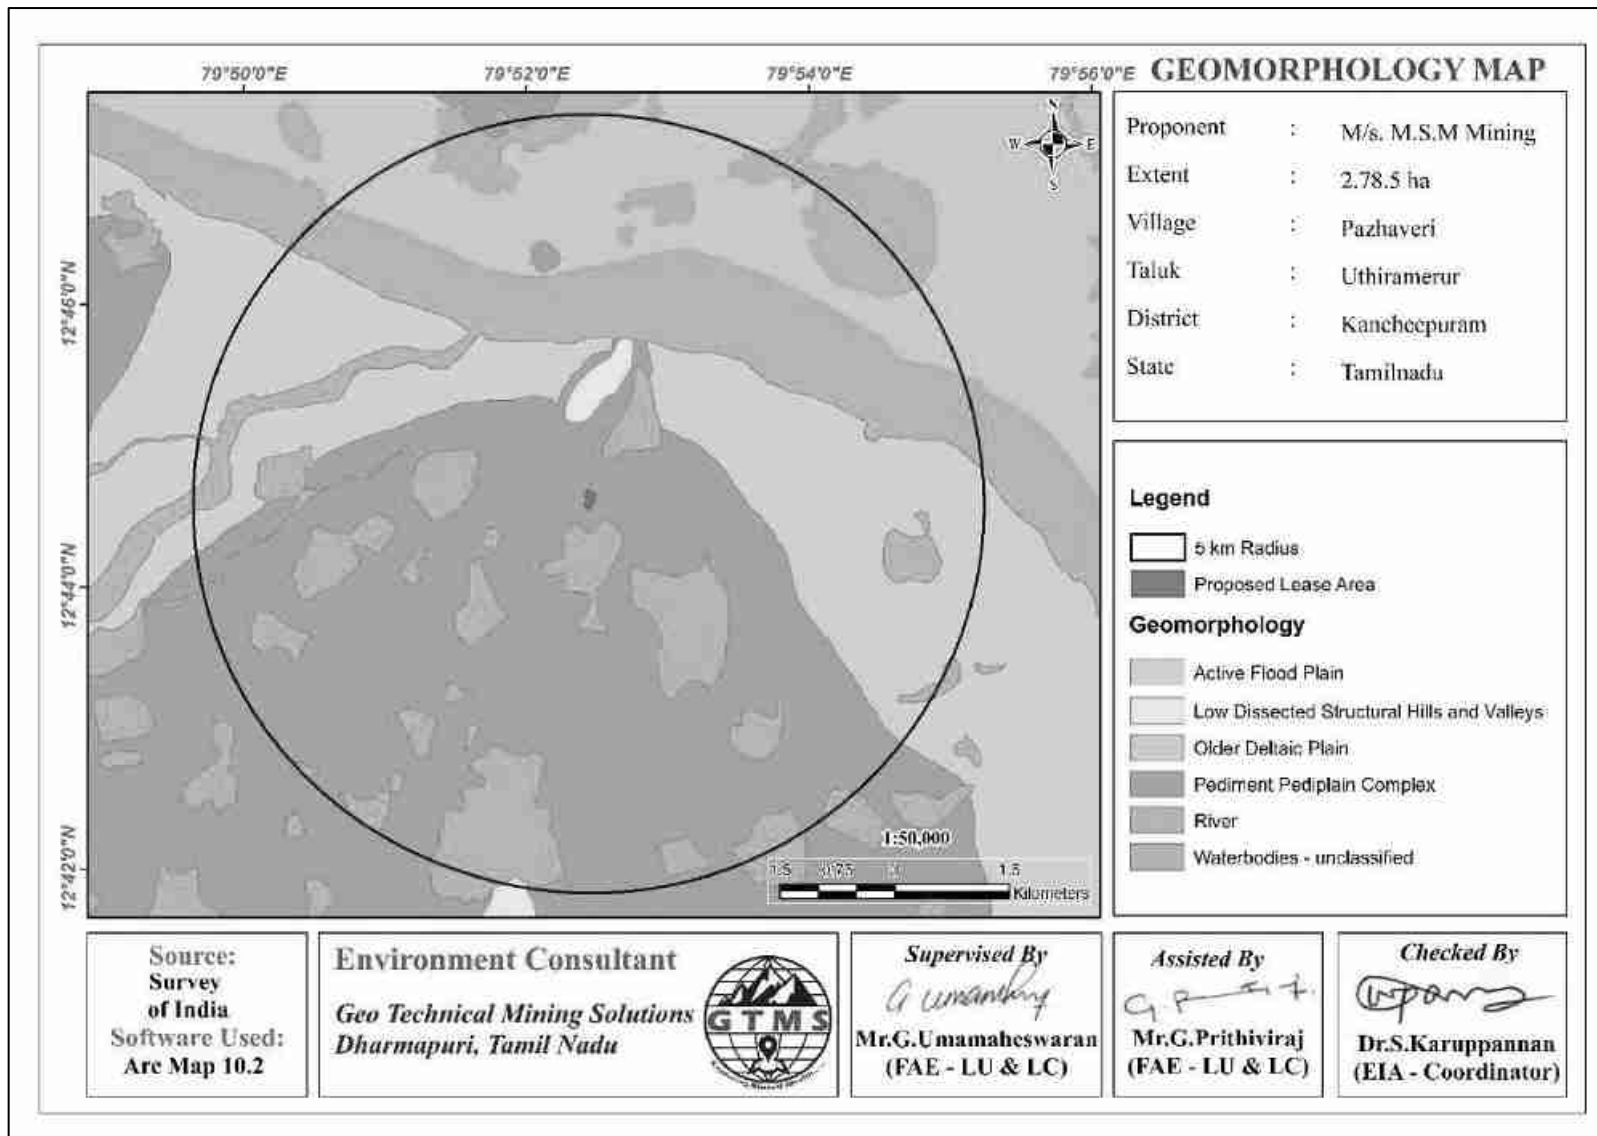 79°50'0"E 79°52'0"E 79°54'0"E 79°56'0"E
GEOMORPHOLOGY MAP
N
W E
S
12°46'0"N
12°44'0"N
12°42'0"N
1:50,000
1.5 0.75 0 1.5
Kilometers
Proponent : M/s. M.S.M Mining
Extent : 2.78.5 ha
Village : Pazhaveri
Taluk : Uthiramerur
District : Kancheepuram
State : Tamilnadu
Legend
5 km Radius
Proposed Lease Area
Geomorphology
Active Flood Plain
Low Dissected Structural Hills and Valleys
Older Deltaic Plain
Pediment Pediplain Complex
River
Waterbodies - unclassified
Source:
Survey
of India
Software Used:
Arc Map 10.2
Environment Consultant
Geo Technical Mining Solutions
Dharmapuri, Tamil Nadu
GTMS
Supervised By
Mr.G.Umamaheswaran
(FAE - LU & LC)
Assisted By
Mr.G.Prithiviraj
(FAE - LU & LC)
Checked By
Dr.S.Karuppannan
(EIA - Coordinator)